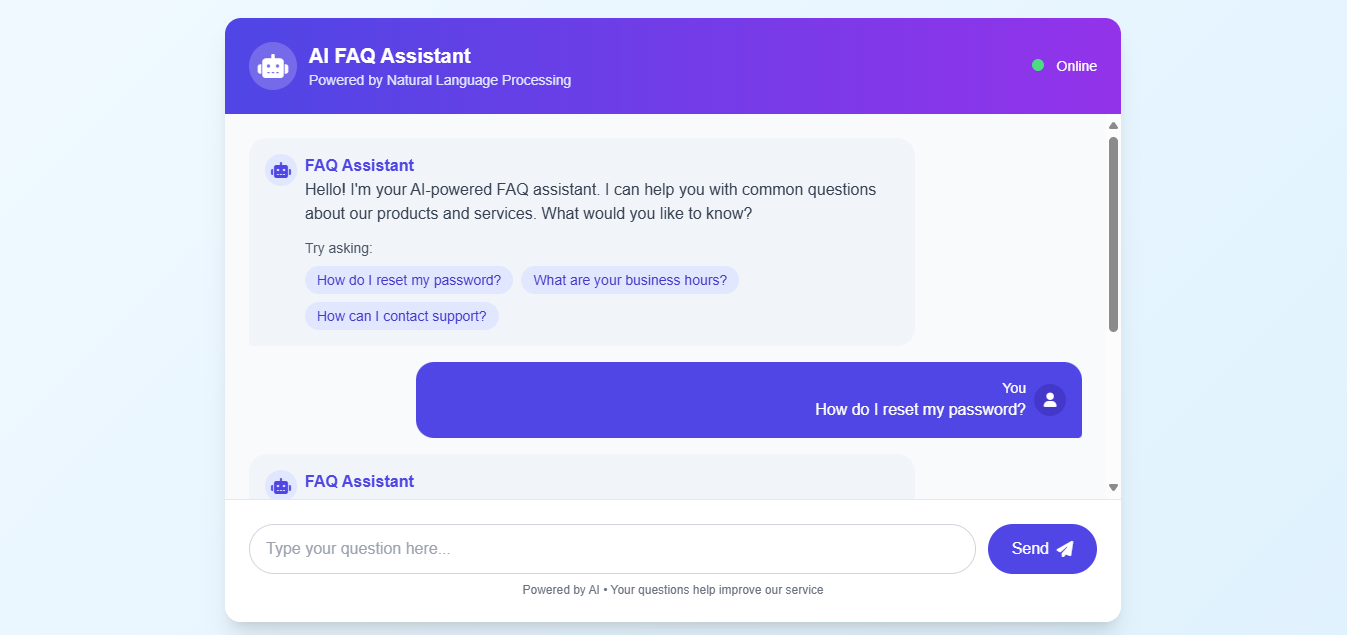 AI FAQ Assistant
Powered by Natural Language Processing
Online
FAQ Assistant
Hello! I'm your AI-powered FAQ assistant. I can help you with common questions
about our products and services. What would you like to know?
Try asking:
How do I reset my password?
What are your business hours?
How can I contact support?
You
How do I reset my password?
FAQ Assistant
Type your question here...
Send
Powered by AI • Your questions help improve our service